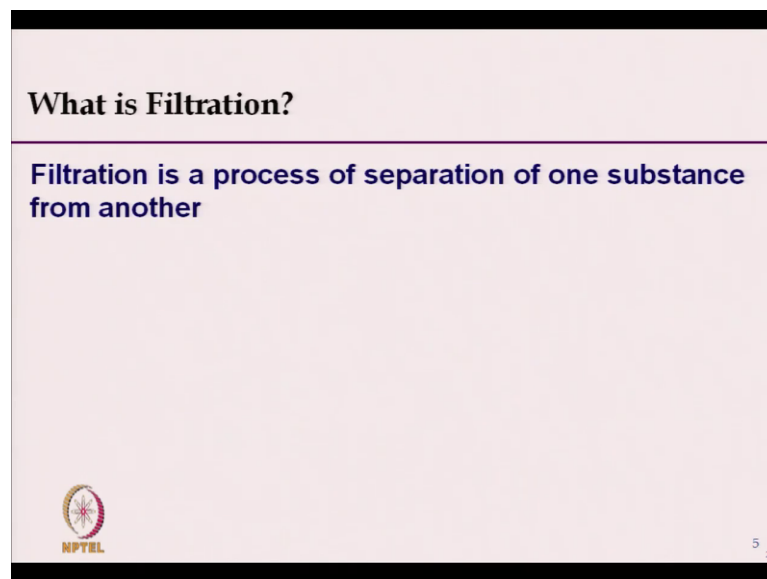 What is Filtration?
Filtration is a process of separation of one substance
from another
NPTEL
5